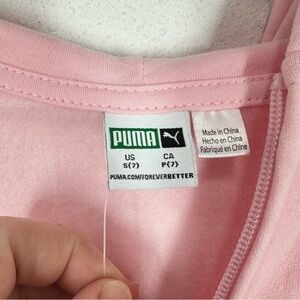 PUMA
US CA
S(7) P(7)
PUMA.COM/FOREVERBETTER
Made in China
Hecho en China
Fabriqué en Chine